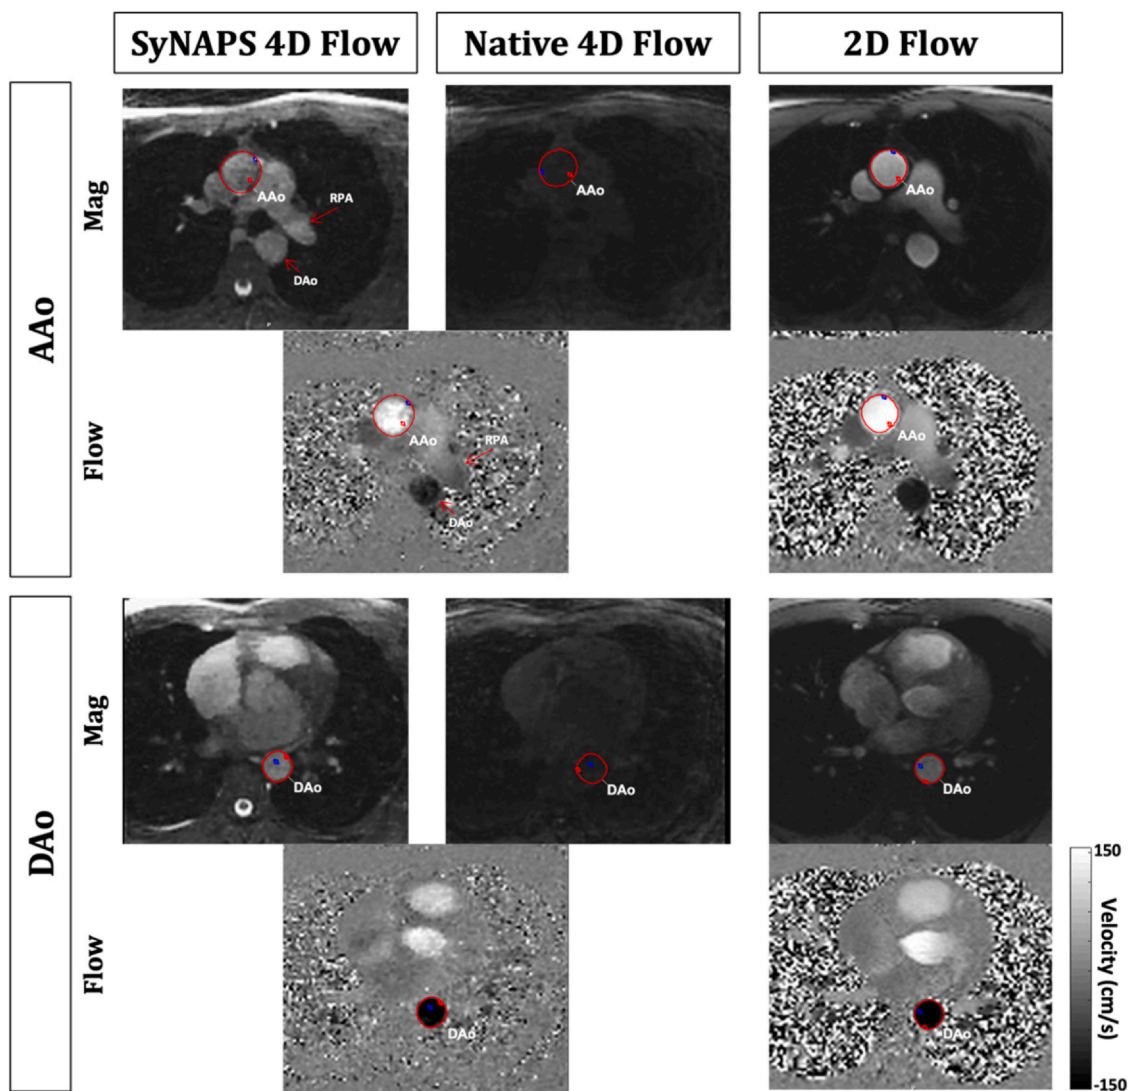 SyNAPS 4D Flow
Native 4D Flow
2D Flow
AAo
Mag
AAo
RPA
DAo
AAo
AAo
Flow
AAo
RPA
DAo
AAo
DAo
Mag
DAo
DAo
DAo
Flow
DAo
DAo
150
Velocity (cm/s)
-150